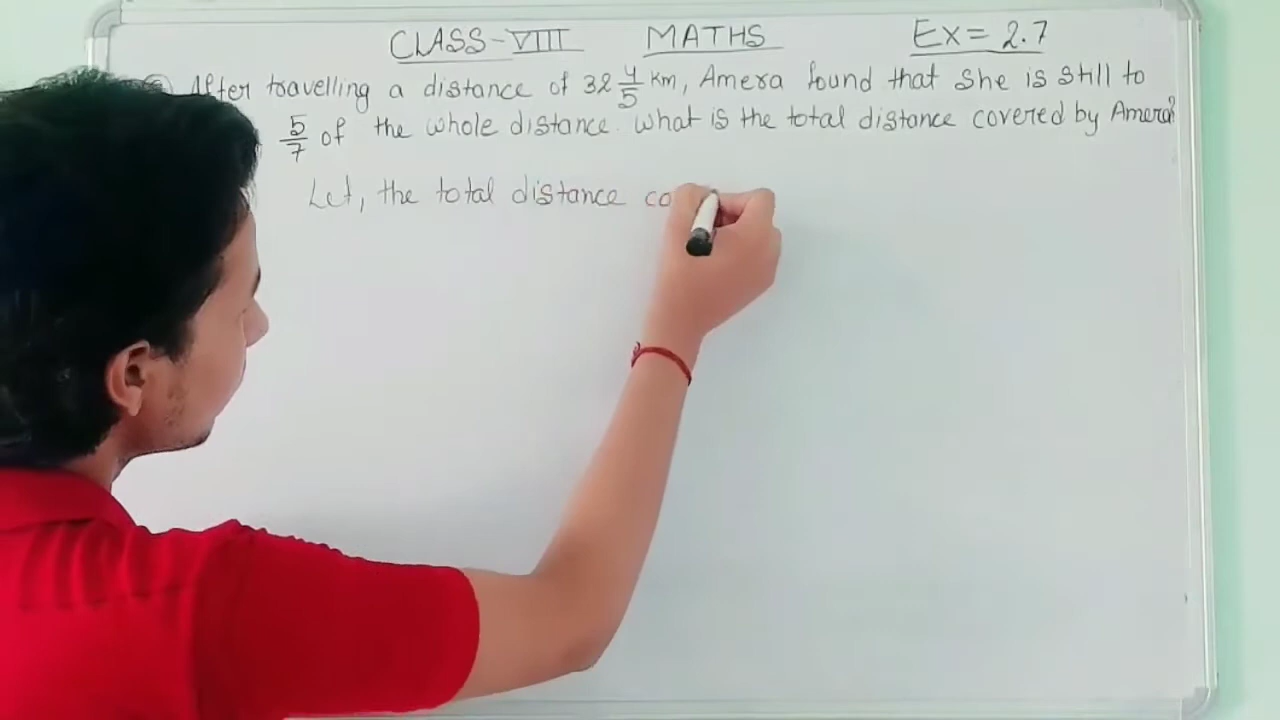 CLASS-VIII MATHS Ex = 2.7
After travelling a distance of 32 4/5 km, Amera found that she is still to
5/7 of the whole distance. What is the total distance covered by Amera?
Let, the total distance co